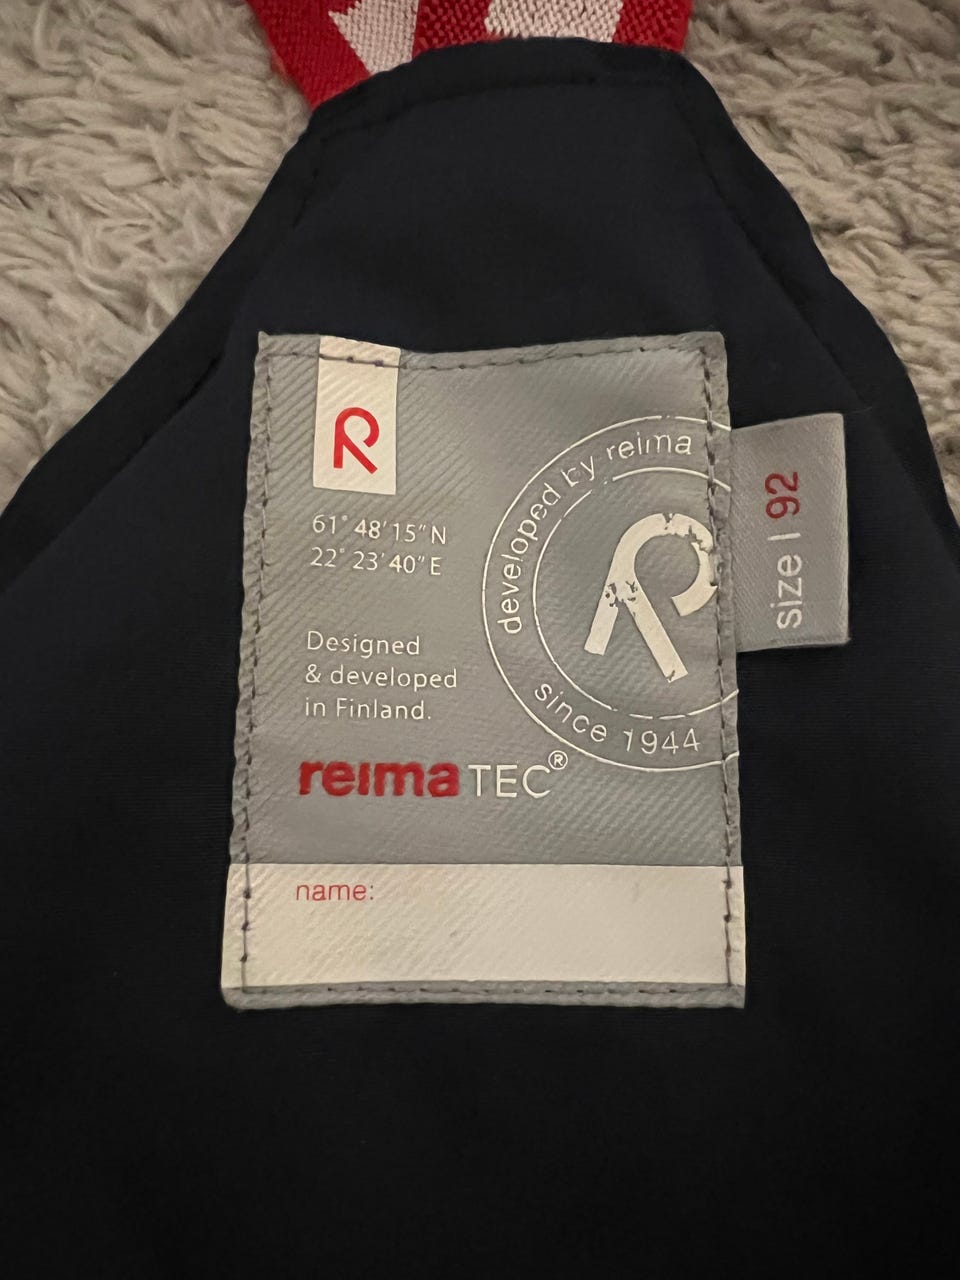 R
61° 48' 15" N
22° 23' 40" E
Designed
& developed
in Finland.
reima TEC®
developed by reima
R
since 1944
size | 92
name: